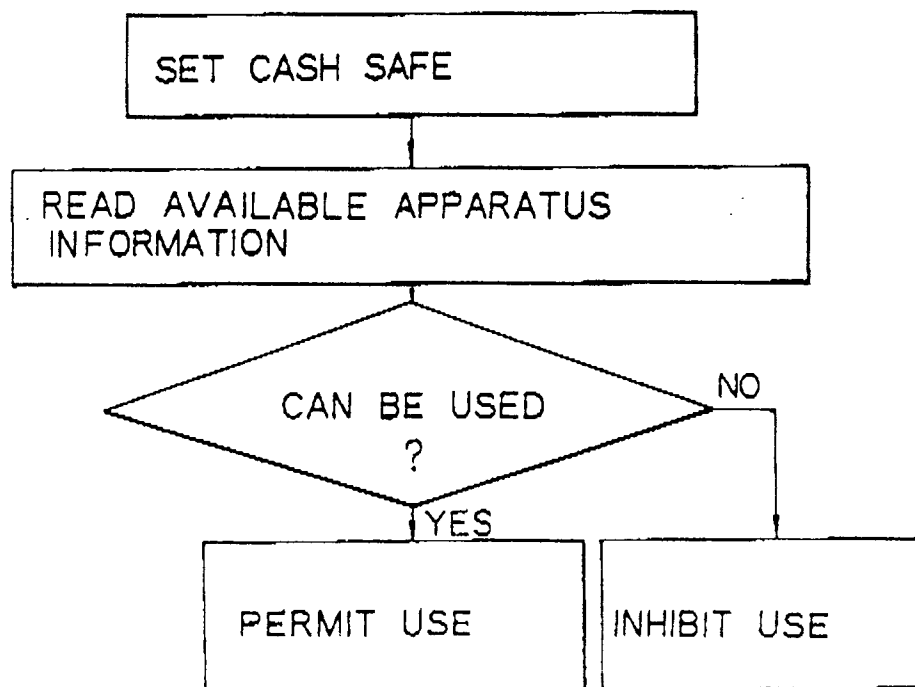 SET CASH SAFE
READ AVAILABLE APPARATUS
INFORMATION
CAN BE USED
?
NO
YES
PERMIT USE
INHIBIT USE